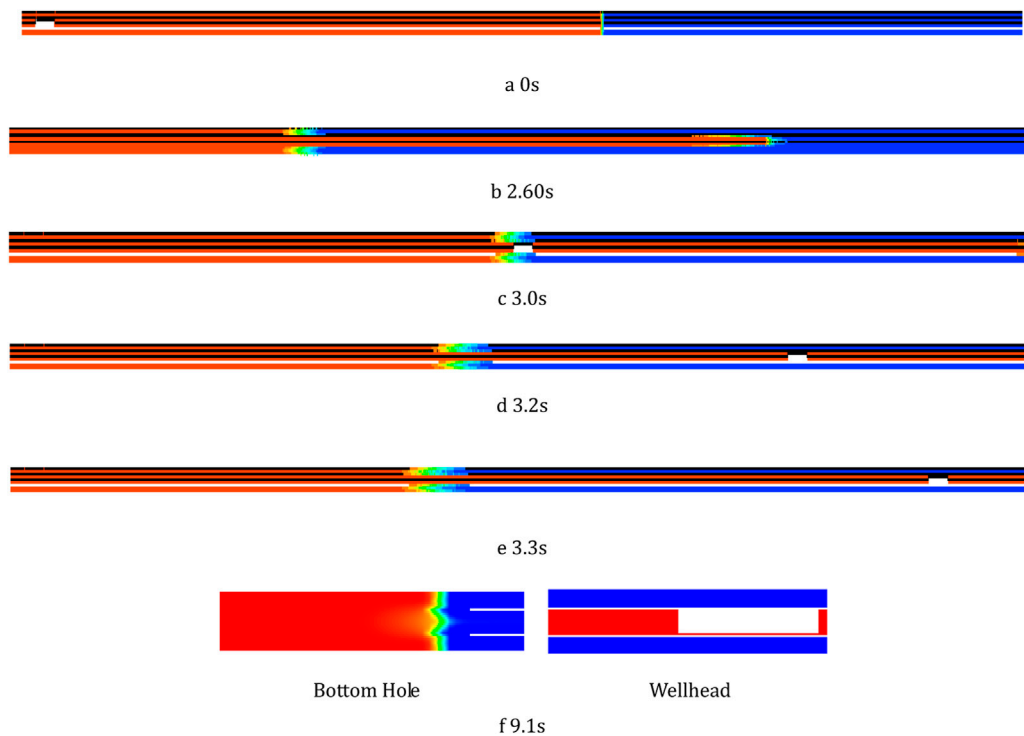 a 0s
b 2.60s
c 3.0s
d 3.2s
e 3.3s
Bottom Hole
Wellhead
f 9.1s